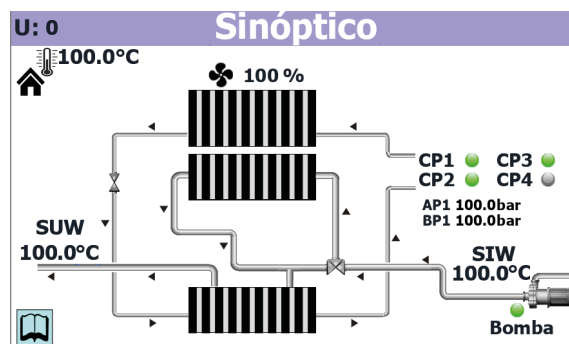 U: 0
Sinóptico
100.0°C
100 %
CP1
CP3
CP2
CP4
AP1 100.0bar
BP1 100.0bar
SUW
100.0°C
SIW
100.0°C
Bomba